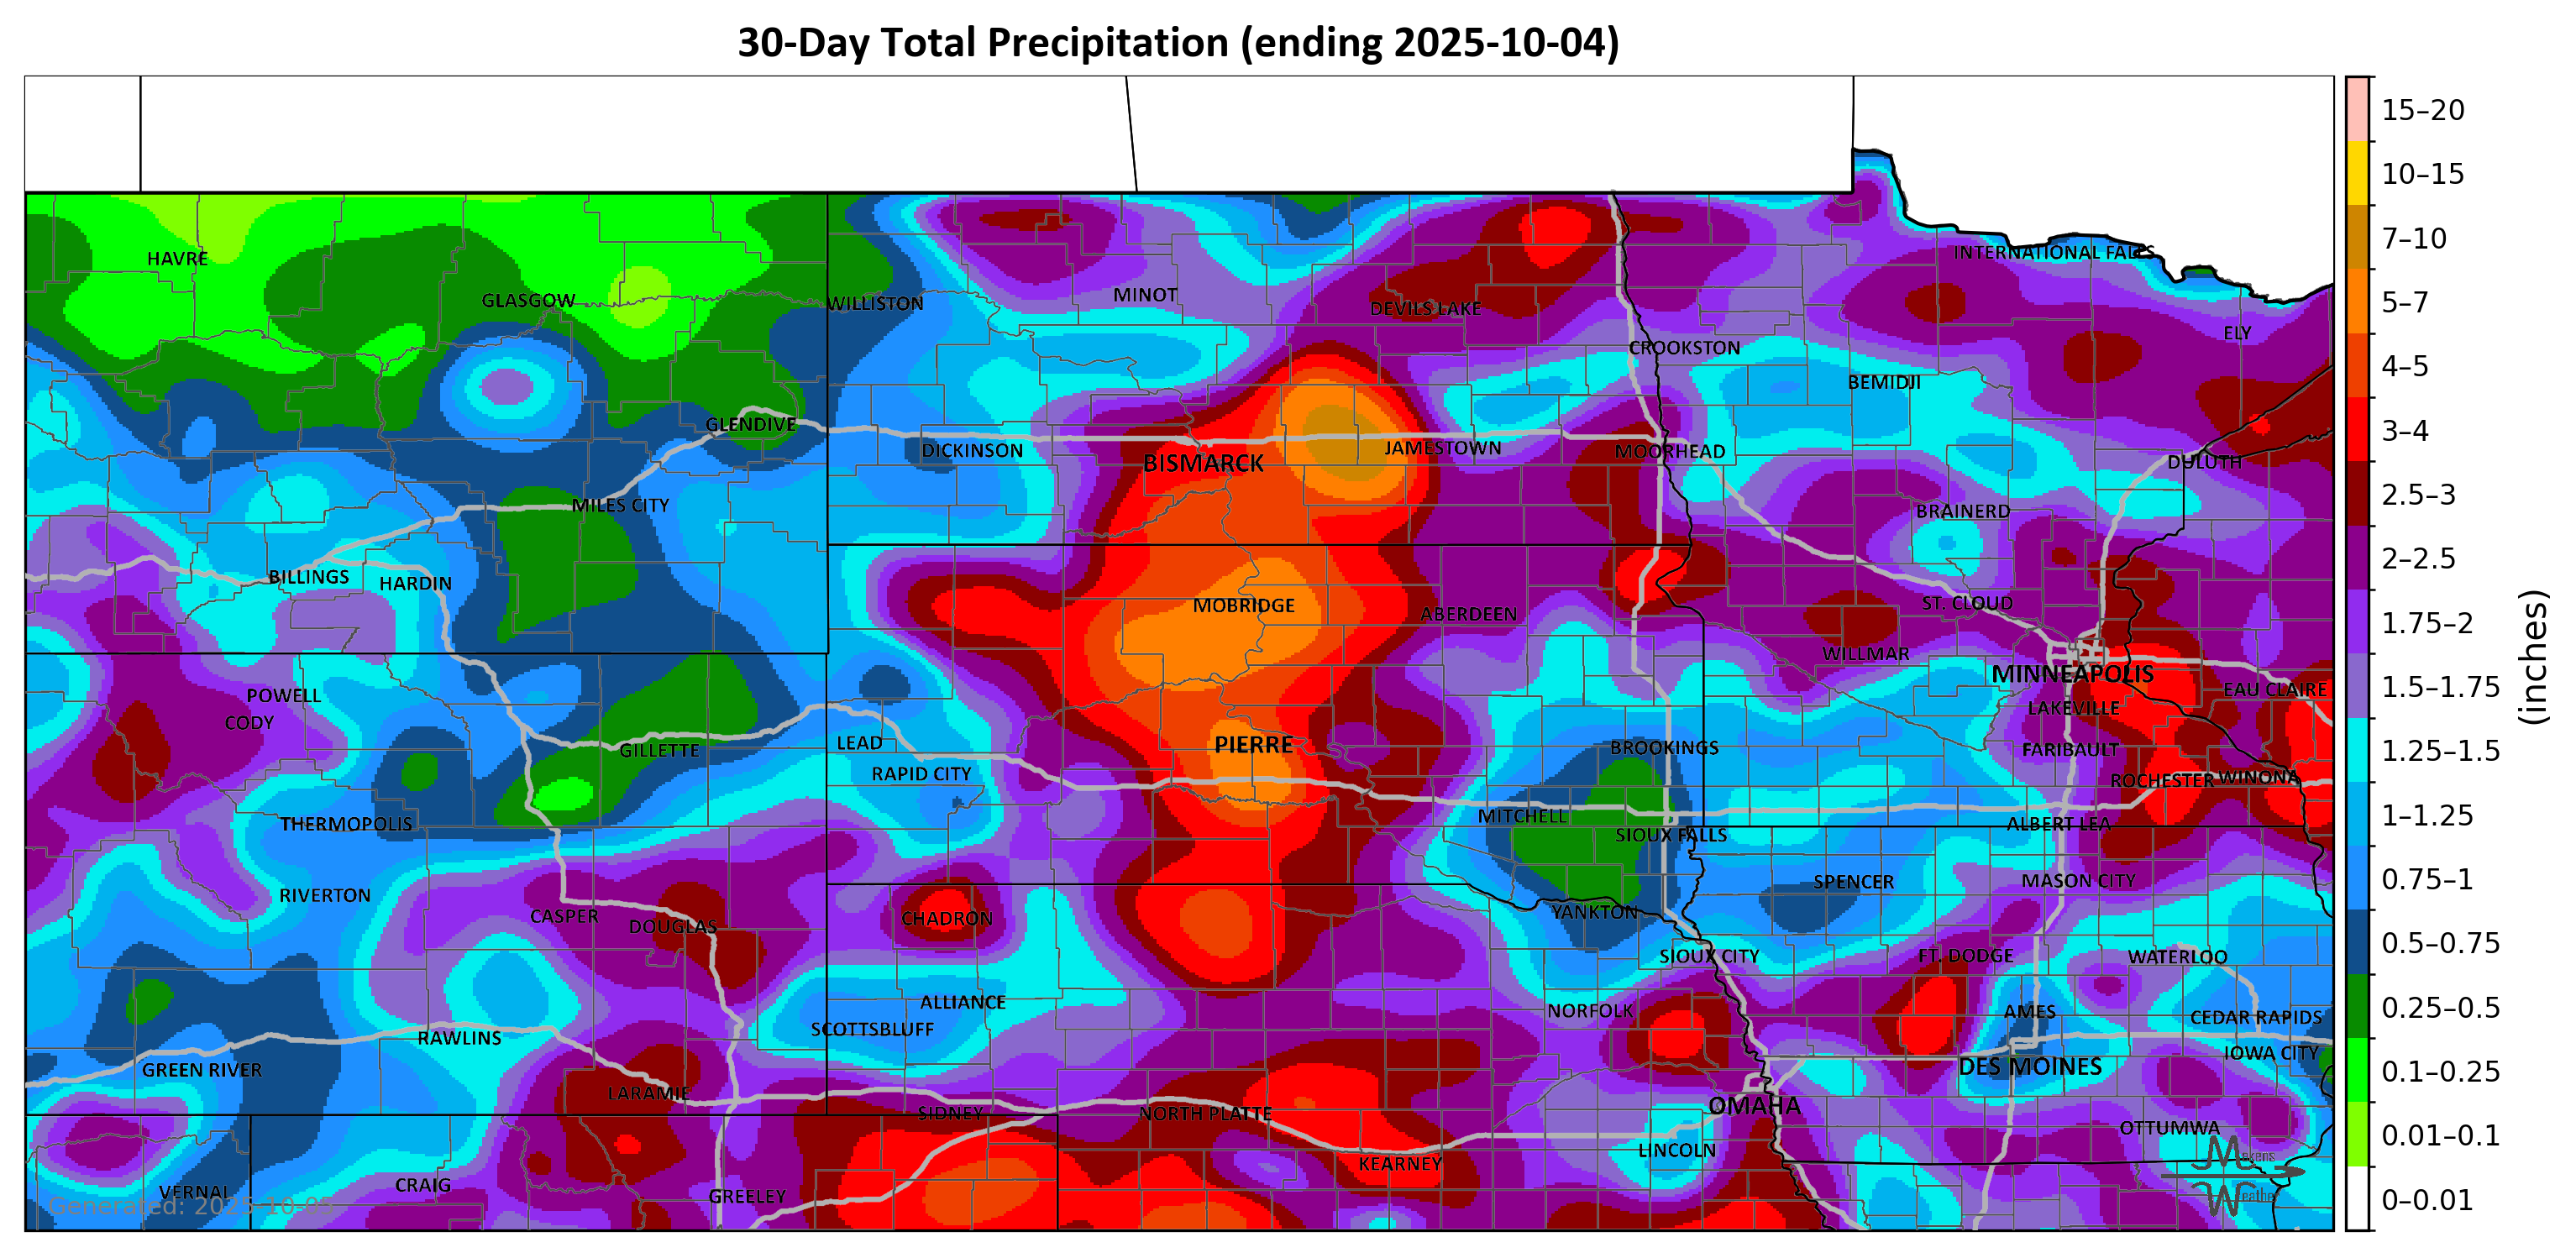 30-Day Total Precipitation (ending 2025-10-04)
15–20
10–15
7–10
5–7
4–5
3–4
2.5–3
2–2.5
1.75–2
1.5–1.75
1.25–1.5
1–1.25
0.75–1
0.5–0.75
0.25–0.5
0.1–0.25
0.01–0.1
0–0.01
(inches)
INTERNATIONAL FALLS
HAVRE
GLASGOW
WILLISTON
MINOT
DEVILS LAKE
ELY
CROOKSTON
BEMIDJI
GLENDIVE
DICKINSON
BISMARCK
JAMESTOWN
MOORHEAD
DULUTH
MILES CITY
BRAINERD
BILLINGS
HARDIN
MOBRIDGE
ABERDEEN
ST. CLOUD
WILLMAR
MINNEAPOLIS
EAU CLAIRE
POWELL
CODY
LAKEVILLE
GILLETTE
LEAD
RAPID CITY
PIERRE
BROOKINGS
FARIBAULT
ROCHESTER
WINONA
THERMOPOLIS
MITCHELL
SIOUX FALLS
ALBERT LEA
RIVERTON
CASPER
DOUGLAS
CHADRON
YANKTON
SPENCER
MASON CITY
SIOUX CITY
FT. DODGE
WATERLOO
ALLIANCE
SCOTTSBLUFF
NORFOLK
AMES
CEDAR RAPIDS
RAWLINS
GREEN RIVER
DES MOINES
IOWA CITY
LARAMIE
SIDNEY
NORTH PLATTE
OMAHA
KEARNEY
LINCOLN
OTTUMWA
VERNAL
CRAIG
GREELEY
Generated: 2025-10-05